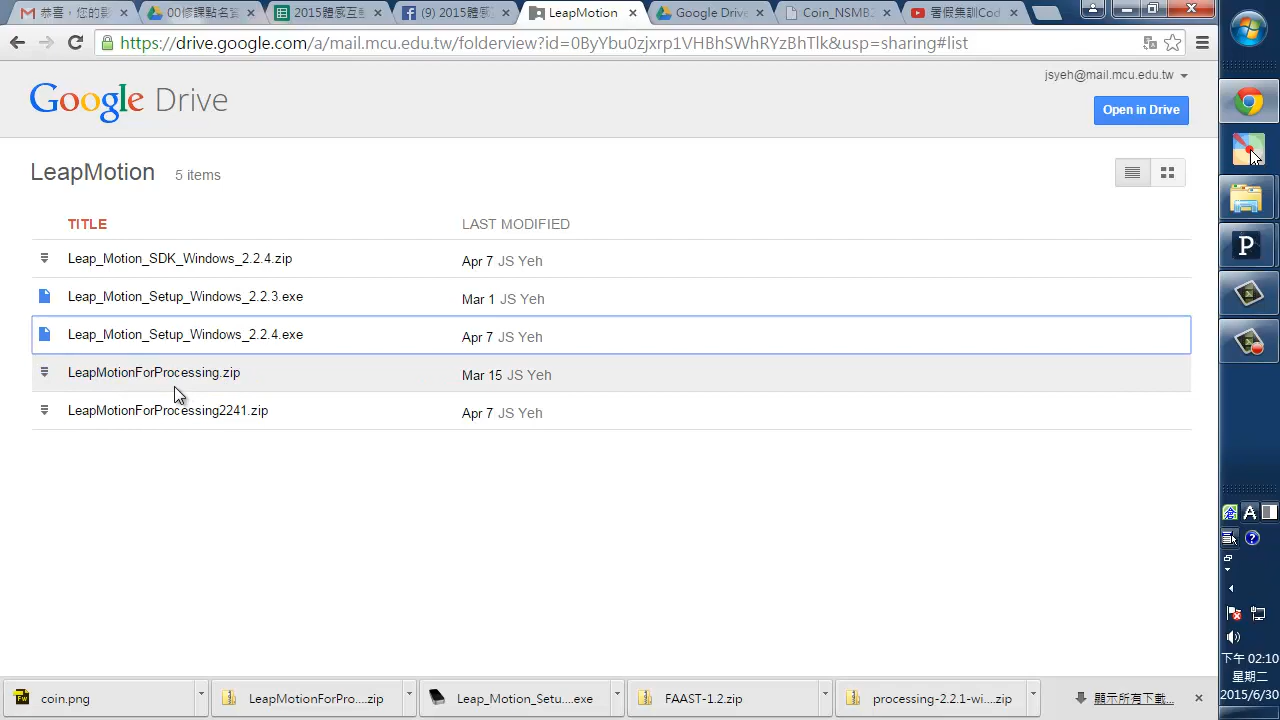 恭喜，您的影
00修課點名資
2015體感互動
(9) 2015體感
LeapMotion
Google Driv
Coin_NSMB
暑假集訓Cod
https://drive.google.com/a/mail.mcu.edu.tw/folderview?id=0ByYbu0zjxrp1VHBhSWhRYzBhTlk&usp=sharing#list
jsyeh@mail.mcu.edu.tw
Google Drive
Open in Drive
LeapMotion 5 items
TITLE LAST MODIFIED
Leap_Motion_SDK_Windows_2.2.4.zip Apr 7 JS Yeh
Leap_Motion_Setup_Windows_2.2.3.exe Mar 1 JS Yeh
Leap_Motion_Setup_Windows_2.2.4.exe Apr 7 JS Yeh
LeapMotionForProcessing.zip Mar 15 JS Yeh
LeapMotionForProcessing2241.zip Apr 7 JS Yeh
coin.png
LeapMotionForPro....zip
Leap_Motion_Setu....exe
FAAST-1.2.zip
processing-2.2.1-wi....zip
顯示所有下載...
P
A
下午 02:10
星期二
2015/6/30